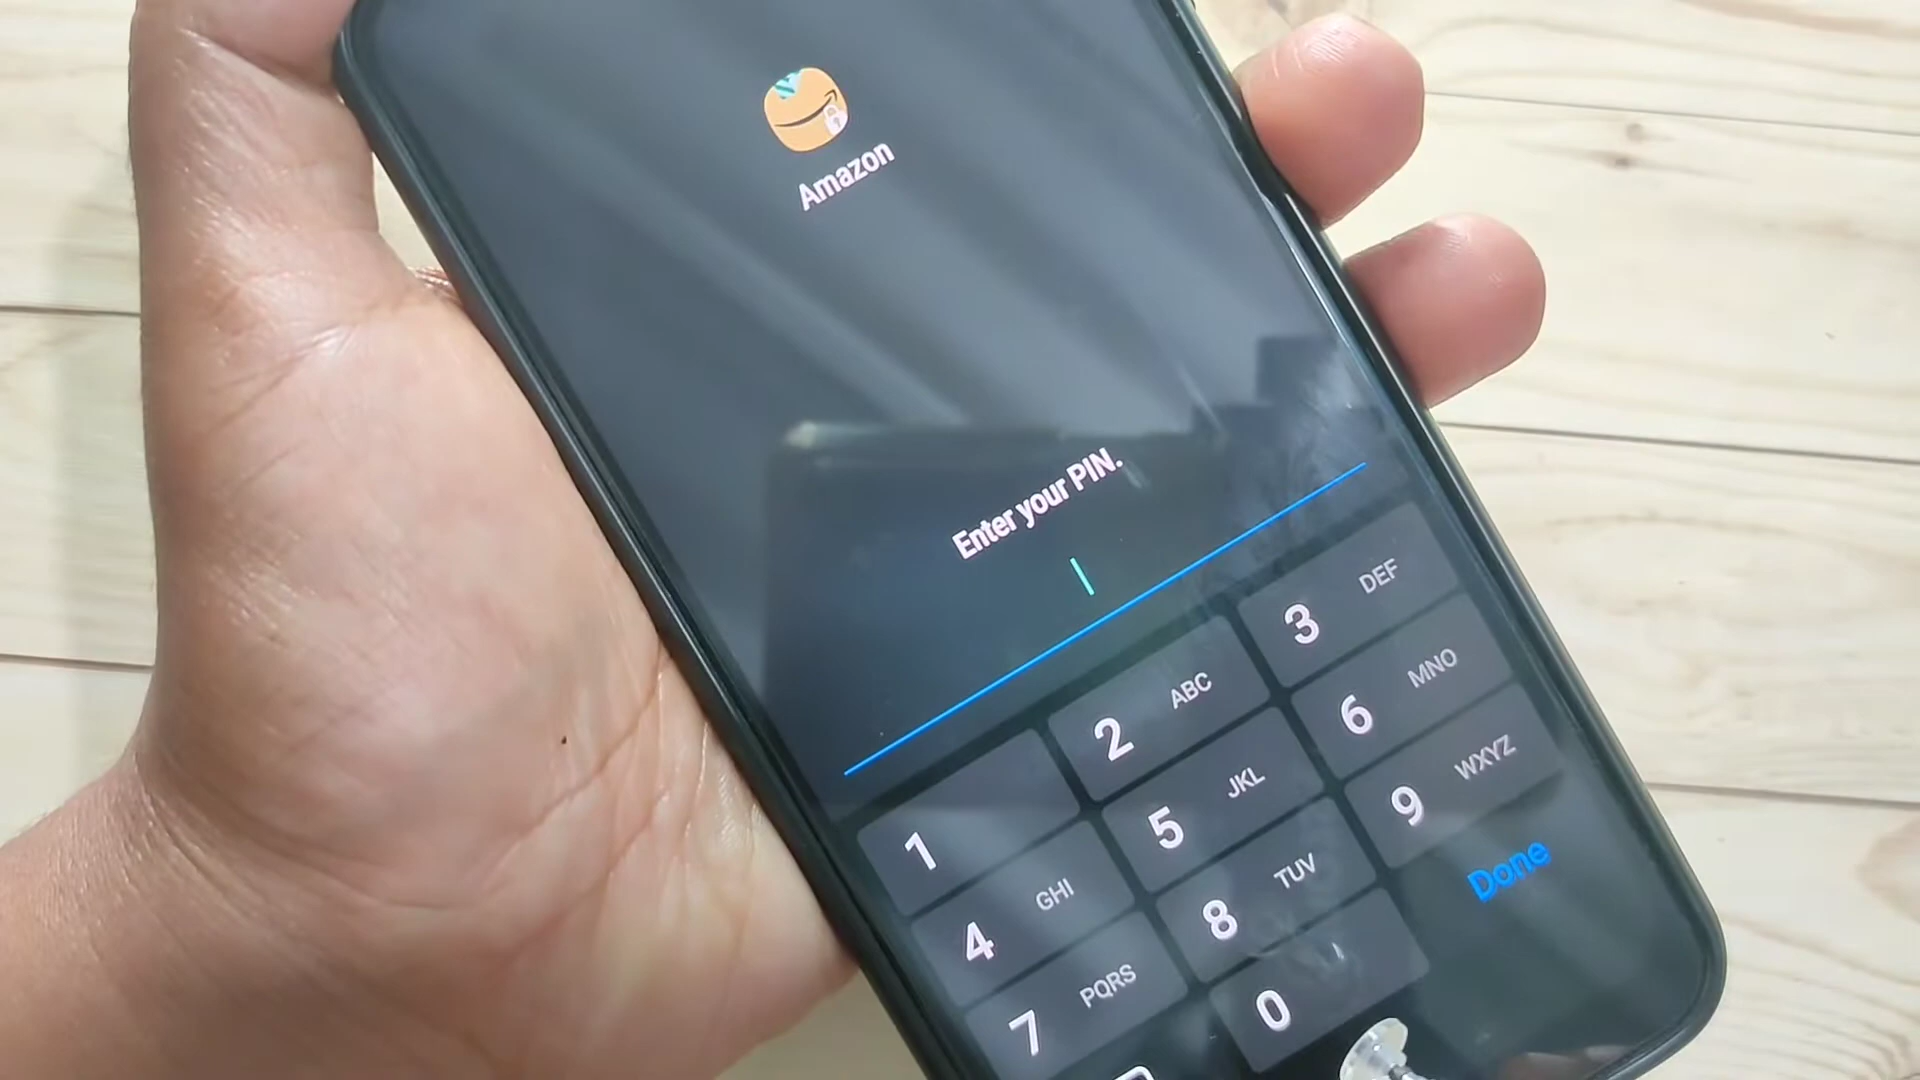 Amazon
Enter your PIN.
1
2 ABC
3 DEF
4 GHI
5 JKL
6 MNO
7 PQRS
8 TUV
9 WXYZ
0
Done